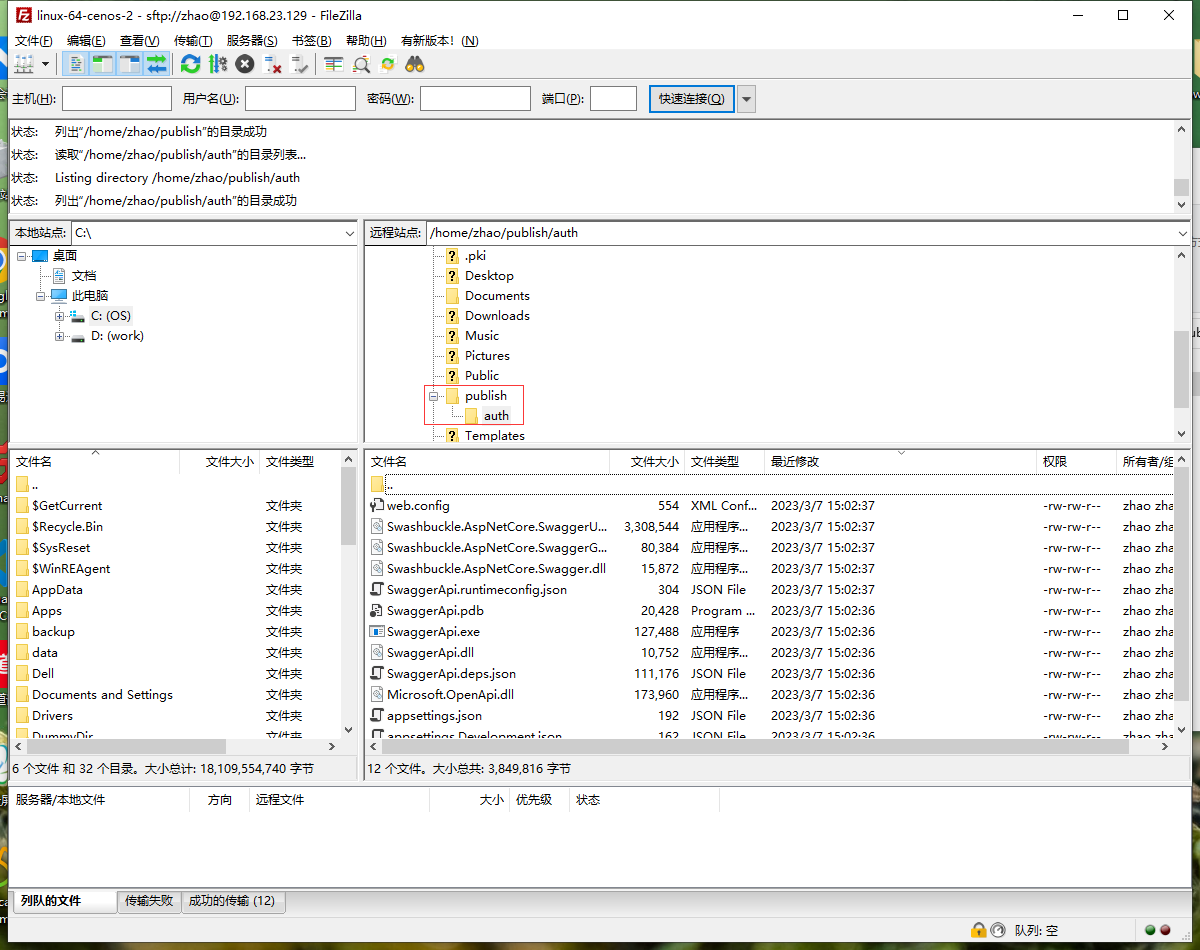 linux-64-cenos-2 - sftp://zhao@192.168.23.129 - FileZilla
文件(F) 编辑(E) 查看(V) 传输(T) 服务器(S) 书签(B) 帮助(H) 有新版本! (N)
主机(H): 用户名(U): 密码(W): 端口(P): 快速连接(Q)
状态: 列出“/home/zhao/publish”的目录成功
状态: 读取“/home/zhao/publish/auth”的目录列表...
状态: Listing directory /home/zhao/publish/auth
状态: 列出“/home/zhao/publish/auth”的目录成功
本地站点: C:\
桌面
文档
此电脑
C: (OS)
D: (work)
远程站点: /home/zhao/publish/auth
.pki
Desktop
Documents
Downloads
Music
Pictures
Public
publish
auth
Templates
文件名 文件大小 文件类型
..
$GetCurrent 文件夹
$Recycle.Bin 文件夹
$SysReset 文件夹
$WinREAgent 文件夹
AppData 文件夹
Apps 文件夹
backup 文件夹
data 文件夹
Dell 文件夹
Documents and Settings 文件夹
Drivers 文件夹
DummyDir 文件夹
6 个文件 和 32 个目录。大小总计: 18,109,554,740 字节
文件名 文件大小 文件类型 最近修改 权限 所有者/组
..
web.config 554 XML Conf... 2023/3/7 15:02:37 -rw-rw-r-- zhao zha
Swashbuckle.AspNetCore.SwaggerU... 3,308,544 应用程序... 2023/3/7 15:02:37 -rw-rw-r-- zhao zha
Swashbuckle.AspNetCore.SwaggerG... 80,384 应用程序... 2023/3/7 15:02:37 -rw-rw-r-- zhao zha
Swashbuckle.AspNetCore.Swagger.dll 15,872 应用程序... 2023/3/7 15:02:37 -rw-rw-r-- zhao zha
SwaggerApi.runtimeconfig.json 304 JSON File 2023/3/7 15:02:37 -rw-rw-r-- zhao zha
SwaggerApi.pdb 20,428 Program ... 2023/3/7 15:02:36 -rw-rw-r-- zhao zha
SwaggerApi.exe 127,488 应用程序 2023/3/7 15:02:36 -rw-rw-r-- zhao zha
SwaggerApi.dll 10,752 应用程序... 2023/3/7 15:02:36 -rw-rw-r-- zhao zha
SwaggerApi.deps.json 111,176 JSON File 2023/3/7 15:02:36 -rw-rw-r-- zhao zha
Microsoft.OpenApi.dll 173,960 应用程序... 2023/3/7 15:02:36 -rw-rw-r-- zhao zha
appsettings.json 192 JSON File 2023/3/7 15:02:36 -rw-rw-r-- zhao zha
appsettings.Development.json 162 JSON File 2023/3/7 15:02:36 -rw-rw-r-- zhao zha
12 个文件。大小总共: 3,849,816 字节
服务器/本地文件 方向 远程文件 大小 优先级 状态
列队的文件 传输失败 成功的传输 (12)
队列: 空